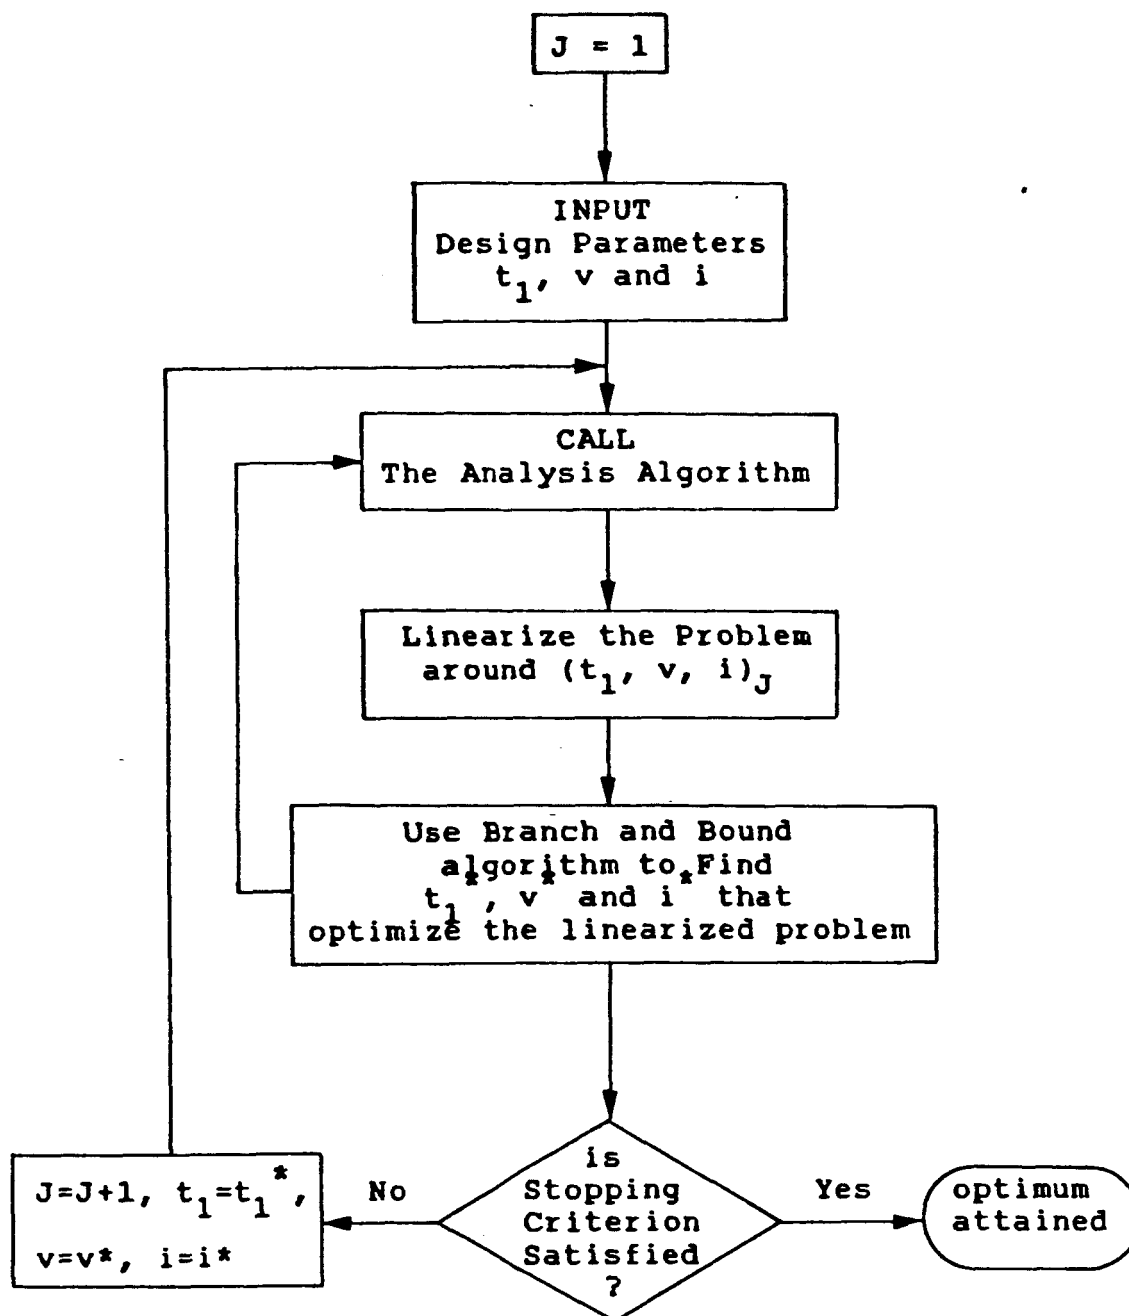 J = 1
INPUT
Design Parameters
t₁, v and i
CALL
The Analysis Algorithm
Linearize the Problem
around (t₁, v, i)_J
Use Branch and Bound
algorithm to Find
t₁*, v* and i* that
optimize the linearized problem
is
Stopping
Criterion
Satisfied
?
No
J=J+1, t₁=t₁*,
v=v*, i=i*
Yes
optimum
attained